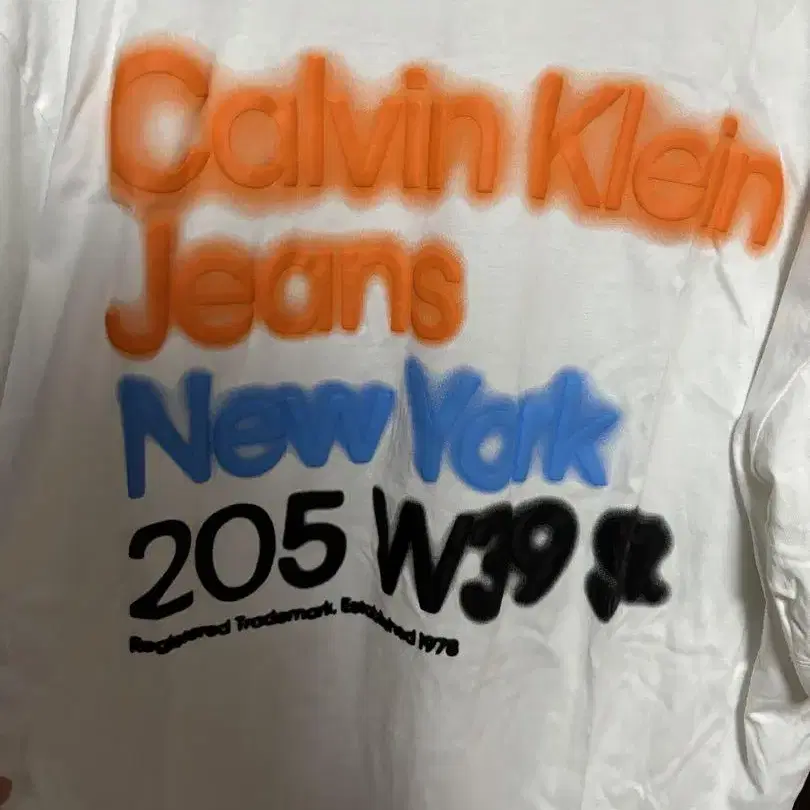 Calvin Klein
Jeans
New York
205 W39 St
Registered Trademark. Established 1978